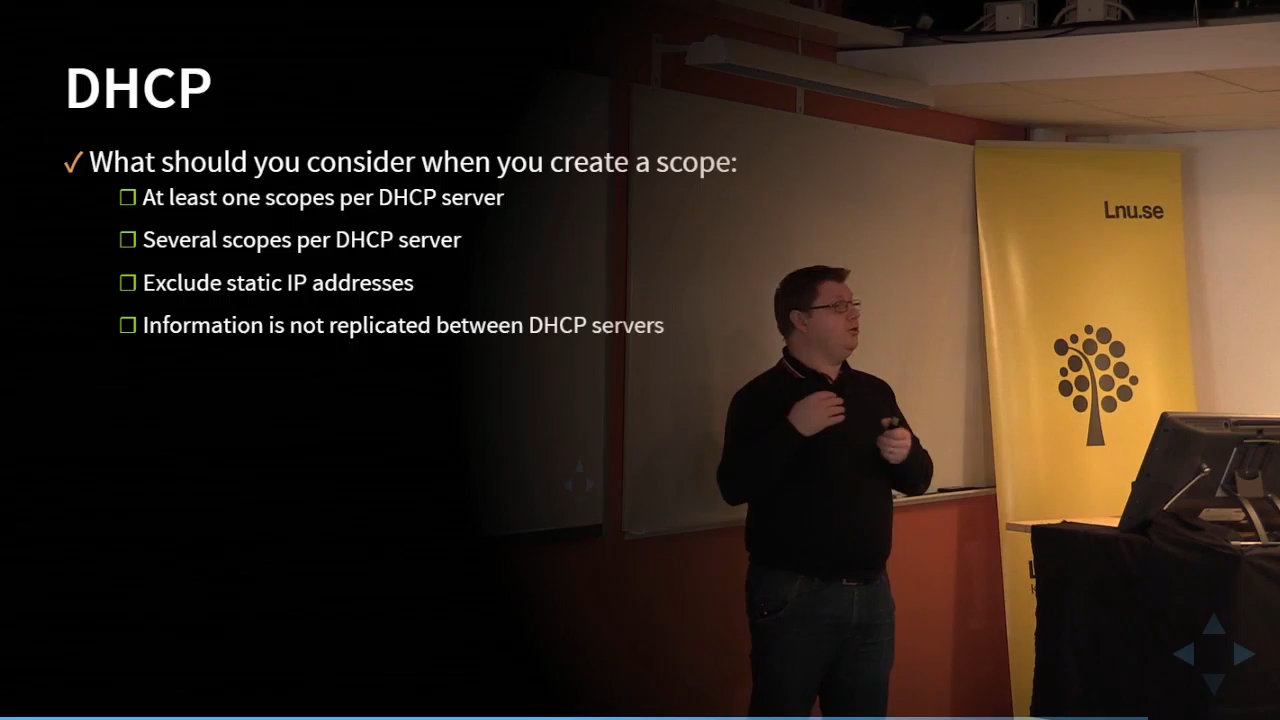 DHCP
✓ What should you consider when you create a scope:
❒ At least one scopes per DHCP server
❒ Several scopes per DHCP server
❒ Exclude static IP addresses
❒ Information is not replicated between DHCP servers
Lnu.se